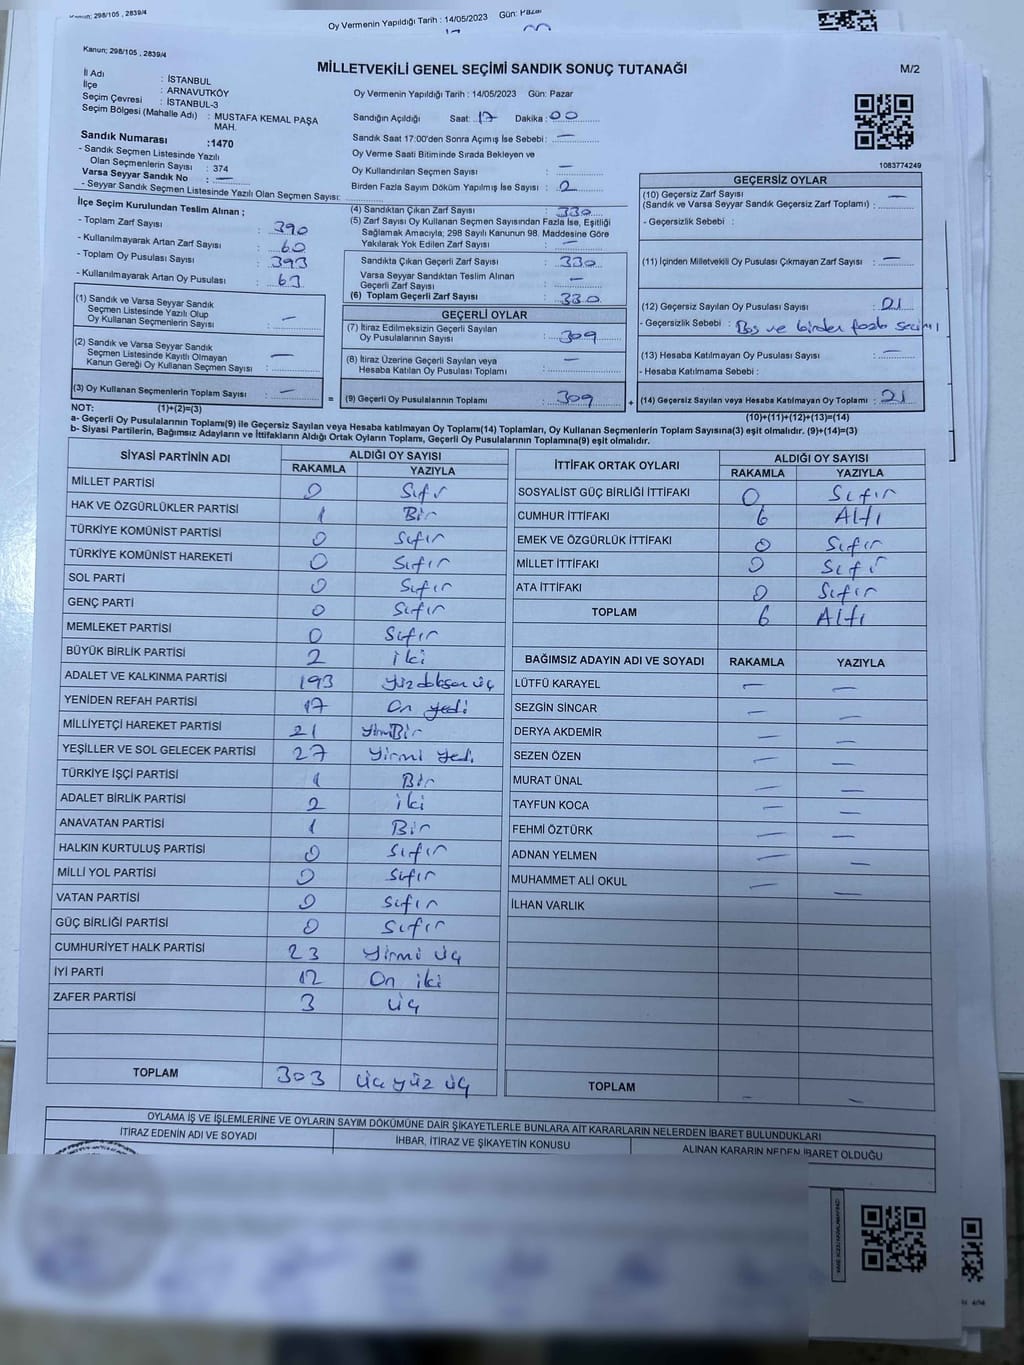 Kanun; 298/105 , 2839/4
Oy Vermenin Yapıldığı Tarih : 14/05/2023 Gün: Pazar
Kanun; 298/105 , 2839/4
MİLLETVEKİLİ GENEL SEÇİMİ SANDIK SONUÇ TUTANAĞI
M/2
İl Adı : İSTANBUL
İlçe : ARNAVUTKÖY
Seçim Çevresi : İSTANBUL-3
Seçim Bölgesi (Mahalle Adı) : MUSTAFA KEMAL PAŞA
MAH.
Sandık Numarası :1470
- Sandık Seçmen Listesinde Yazılı
Olan Seçmenlerin Sayısı : 374
Varsa Seyyar Sandık No : —
- Seyyar Sandık Seçmen Listesinde Yazılı Olan Seçmen Sayısı:
Oy Vermenin Yapıldığı Tarih : 14/05/2023 Gün: Pazar
Sandığın Açıldığı Saat: 17 Dakika : 00
Sandık Saat 17:00'den Sonra Açımış İse Sebebi : —
Oy Verme Saati Bitiminde Sırada Bekleyen ve
Oy Kullandırılan Seçmen Sayısı : —
Birden Fazla Sayım Döküm Yapılmış İse Sayısı : 2
1083774249
İlçe Seçim Kurulundan Teslim Alınan ;
- Toplam Zarf Sayısı : 390
- Kullanılmayarak Artan Zarf Sayısı : 60
- Toplam Oy Pusulası Sayısı : 393
- Kullanılmayarak Artan Oy Pusulası : 63
(1) Sandık ve Varsa Seyyar Sandık
Seçmen Listesinde Yazılı Olup
Oy Kullanan Seçmenlerin Sayısı : —
(2) Sandık ve Varsa Seyyar Sandık
Seçmen Listesinde Kayıtlı Olmayan
Kanun Gereği Oy Kullanan Seçmen Sayısı : —
(3) Oy Kullanan Seçmenlerin Toplam Sayısı : —
(1)+(2)=(3)
(4) Sandıktan Çıkan Zarf Sayısı : 330
(5) Zarf Sayısı Oy Kullanan Seçmen Sayısından Fazla İse, Eşitliği
Sağlamak Amacıyla; 298 Sayılı Kanunun 98. Maddesine Göre
Yakılarak Yok Edilen Zarf Sayısı : —
Sandıkta Çıkan Geçerli Zarf Sayısı : 330
Varsa Seyyar Sandıktan Teslim Alınan
Geçerli Zarf Sayısı : —
(6) Toplam Geçerli Zarf Sayısı : 330
GEÇERLİ OYLAR
(7) İtiraz Edilmeksizin Geçerli Sayılan
Oy Pusulalarının Sayısı : 309
(8) İtiraz Üzerine Geçerli Sayılan veya
Hesaba Katılan Oy Pusulası Toplamı : —
= (9) Geçerli Oy Pusulalarının Toplamı : 309
GEÇERSİZ OYLAR
(10) Geçersiz Zarf Sayısı
(Sandık ve Varsa Seyyar Sandık Geçersiz Zarf Toplamı) : —
- Geçersizlik Sebebi :
(11) İçinden Milletvekili Oy Pusulası Çıkmayan Zarf Sayısı : —
(12) Geçersiz Sayılan Oy Pusulası Sayısı : 21
- Geçersizlik Sebebi : Boş ve birden fazla seçimi
(13) Hesaba Katılmayan Oy Pusulası Sayısı : —
- Hesaba Katılmama Sebebi :
+ (14) Geçersiz Sayılan veya Hesaba Katılmayan Oy Toplamı : 21
(10)+(11)+(12)+(13)=(14)
NOT:
a- Geçerli Oy Pusulalarının Toplamı(9) ile Geçersiz Sayılan veya Hesaba Katılmayan Oy Toplamı(14) Toplamları, Oy Kullanan Seçmenlerin Toplam Sayısına(3) eşit olmalıdır. (9)+(14)=(3)
b- Siyasi Partilerin, Bağımsız Adayların ve İttifakların Aldığı Ortak Oyların Toplamı, Geçerli Oy Pusulalarının Toplamına(9) eşit olmalıdır.
SİYASİ PARTİNİN ADI
ALDIĞI OY SAYISI
RAKAMLA YAZIYLA
MİLLET PARTİSİ 0 Sıfır
HAK VE ÖZGÜRLÜKLER PARTİSİ 1 Bir
TÜRKİYE KOMÜNİST PARTİSİ 0 Sıfır
TÜRKİYE KOMÜNİST HAREKETİ 0 Sıfır
SOL PARTİ 0 Sıfır
GENÇ PARTİ 0 Sıfır
MEMLEKET PARTİSİ 0 Sıfır
BÜYÜK BİRLİK PARTİSİ 2 iki
ADALET VE KALKINMA PARTİSİ 193 yüzdoksan üç
YENİDEN REFAH PARTİSİ 17 On yedi
MİLLİYETÇİ HAREKET PARTİSİ 21 yirmiBir
YEŞİLLER VE SOL GELECEK PARTİSİ 27 yirmi yedi
TÜRKİYE İŞÇİ PARTİSİ 1 Bir
ADALET BİRLİK PARTİSİ 2 iki
ANAVATAN PARTİSİ 1 Bir
HALKIN KURTULUŞ PARTİSİ 0 Sıfır
MİLLİ YOL PARTİSİ 0 Sıfır
VATAN PARTİSİ 0 Sıfır
GÜÇ BİRLİĞİ PARTİSİ 0 Sıfır
CUMHURİYET HALK PARTİSİ 23 yirmi üç
İYİ PARTİ 12 On iki
ZAFER PARTİSİ 3 üç
TOPLAM 303 üç yüz üç
İTTİFAK ORTAK OYLARI
ALDIĞI OY SAYISI
RAKAMLA YAZIYLA
SOSYALİST GÜÇ BİRLİĞİ İTTİFAKI 0 Sıfır
CUMHUR İTTİFAKI 6 Altı
EMEK VE ÖZGÜRLÜK İTTİFAKI 0 Sıfır
MİLLET İTTİFAKI 0 Sıfır
ATA İTTİFAKI 0 Sıfır
TOPLAM 6 Altı
BAĞIMSIZ ADAYIN ADI VE SOYADI RAKAMLA YAZIYLA
LÜTFÜ KARAYEL — —
SEZGİN SİNCAR — —
DERYA AKDEMİR — —
SEZEN ÖZEN — —
MURAT ÜNAL — —
TAYFUN KOCA — —
FEHMİ ÖZTÜRK — —
ADNAN YELMEN — —
MUHAMMET ALİ OKUL — —
İLHAN VARLIK
TOPLAM — —
OYLAMA İŞ VE İŞLEMLERİNE VE OYLARIN SAYIM DÖKÜMÜNE DAİR ŞİKAYETLERLE BUNLARA AİT KARARLARIN NELERDEN İBARET BULUNDUKLARI
İTİRAZ EDENİN ADI VE SOYADI
İHBAR, İTİRAZ VE ŞİKAYETİN KONUSU
ALINAN KARARIN NEDEN İBARET OLDUĞU